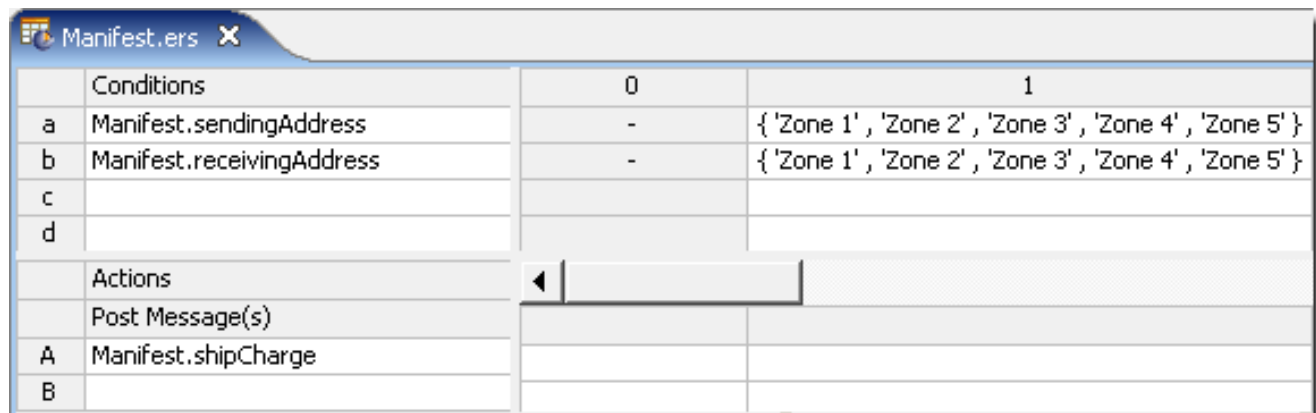 Manifest.ers
Conditions 0 1
a Manifest.sendingAddress - { 'Zone 1' , 'Zone 2' , 'Zone 3' , 'Zone 4' , 'Zone 5' }
b Manifest.receivingAddress - { 'Zone 1' , 'Zone 2' , 'Zone 3' , 'Zone 4' , 'Zone 5' }
c
d
Actions
Post Message(s)
A Manifest.shipCharge
B